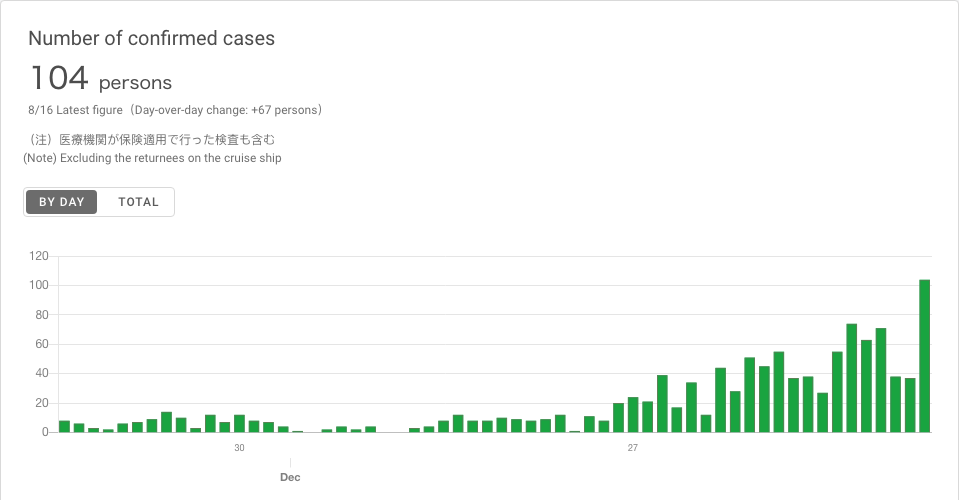 Number of confirmed cases
104 persons
8/16 Latest figure（Day-over-day change: +67 persons）
（注）医療機関が保険適用で行った検査も含む
(Note) Excluding the returnees on the cruise ship
BY DAY TOTAL
120
100
80
60
40
20
0
30 27
Dec